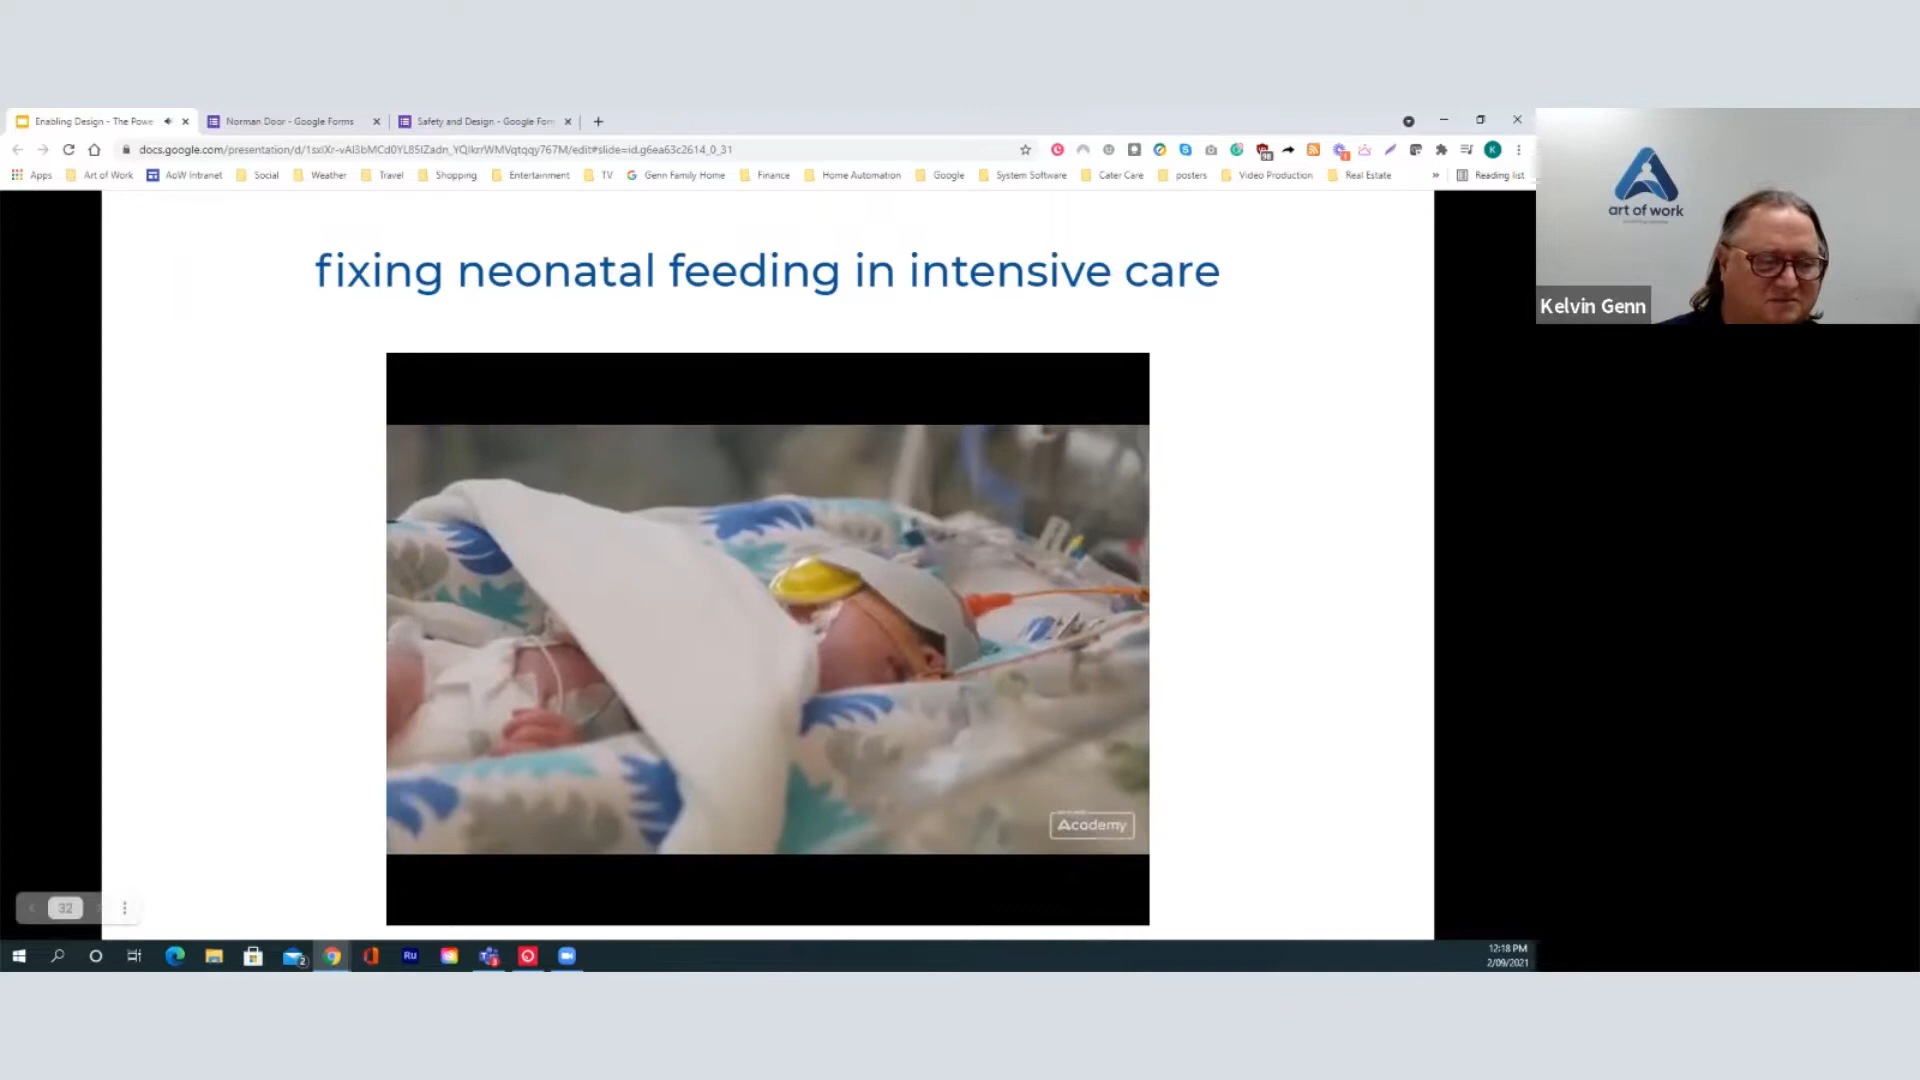 Enabling Design - The Powe
Norman Door - Google Forms
Safety and Design - Google For
docs.google.com/presentation/d/1sxlXr-vAl3bMCd0YL85IZadn_YQlkrrWMVqtqqy767M/edit#slide=id.g6ea63c2614_0_31
Apps Art of Work AoW Intranet Social Weather Travel Shopping Entertainment TV Genn Family Home Finance Home Automation Google System Software Cater Care posters Video Production Real Estate » Reading list
fixing neonatal feeding in intensive care
Academy
32
art of work
Kelvin Genn
Ru
12:18 PM
2/09/2021